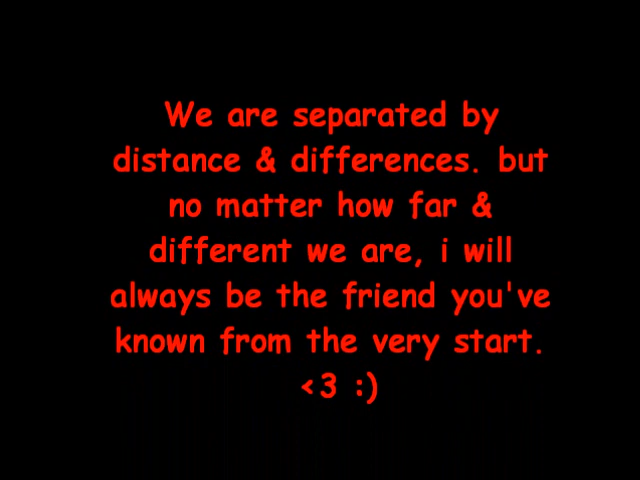 We are separated by
distance & differences. but
no matter how far &
different we are, i will
always be the friend you've
known from the very start.
<3 :)